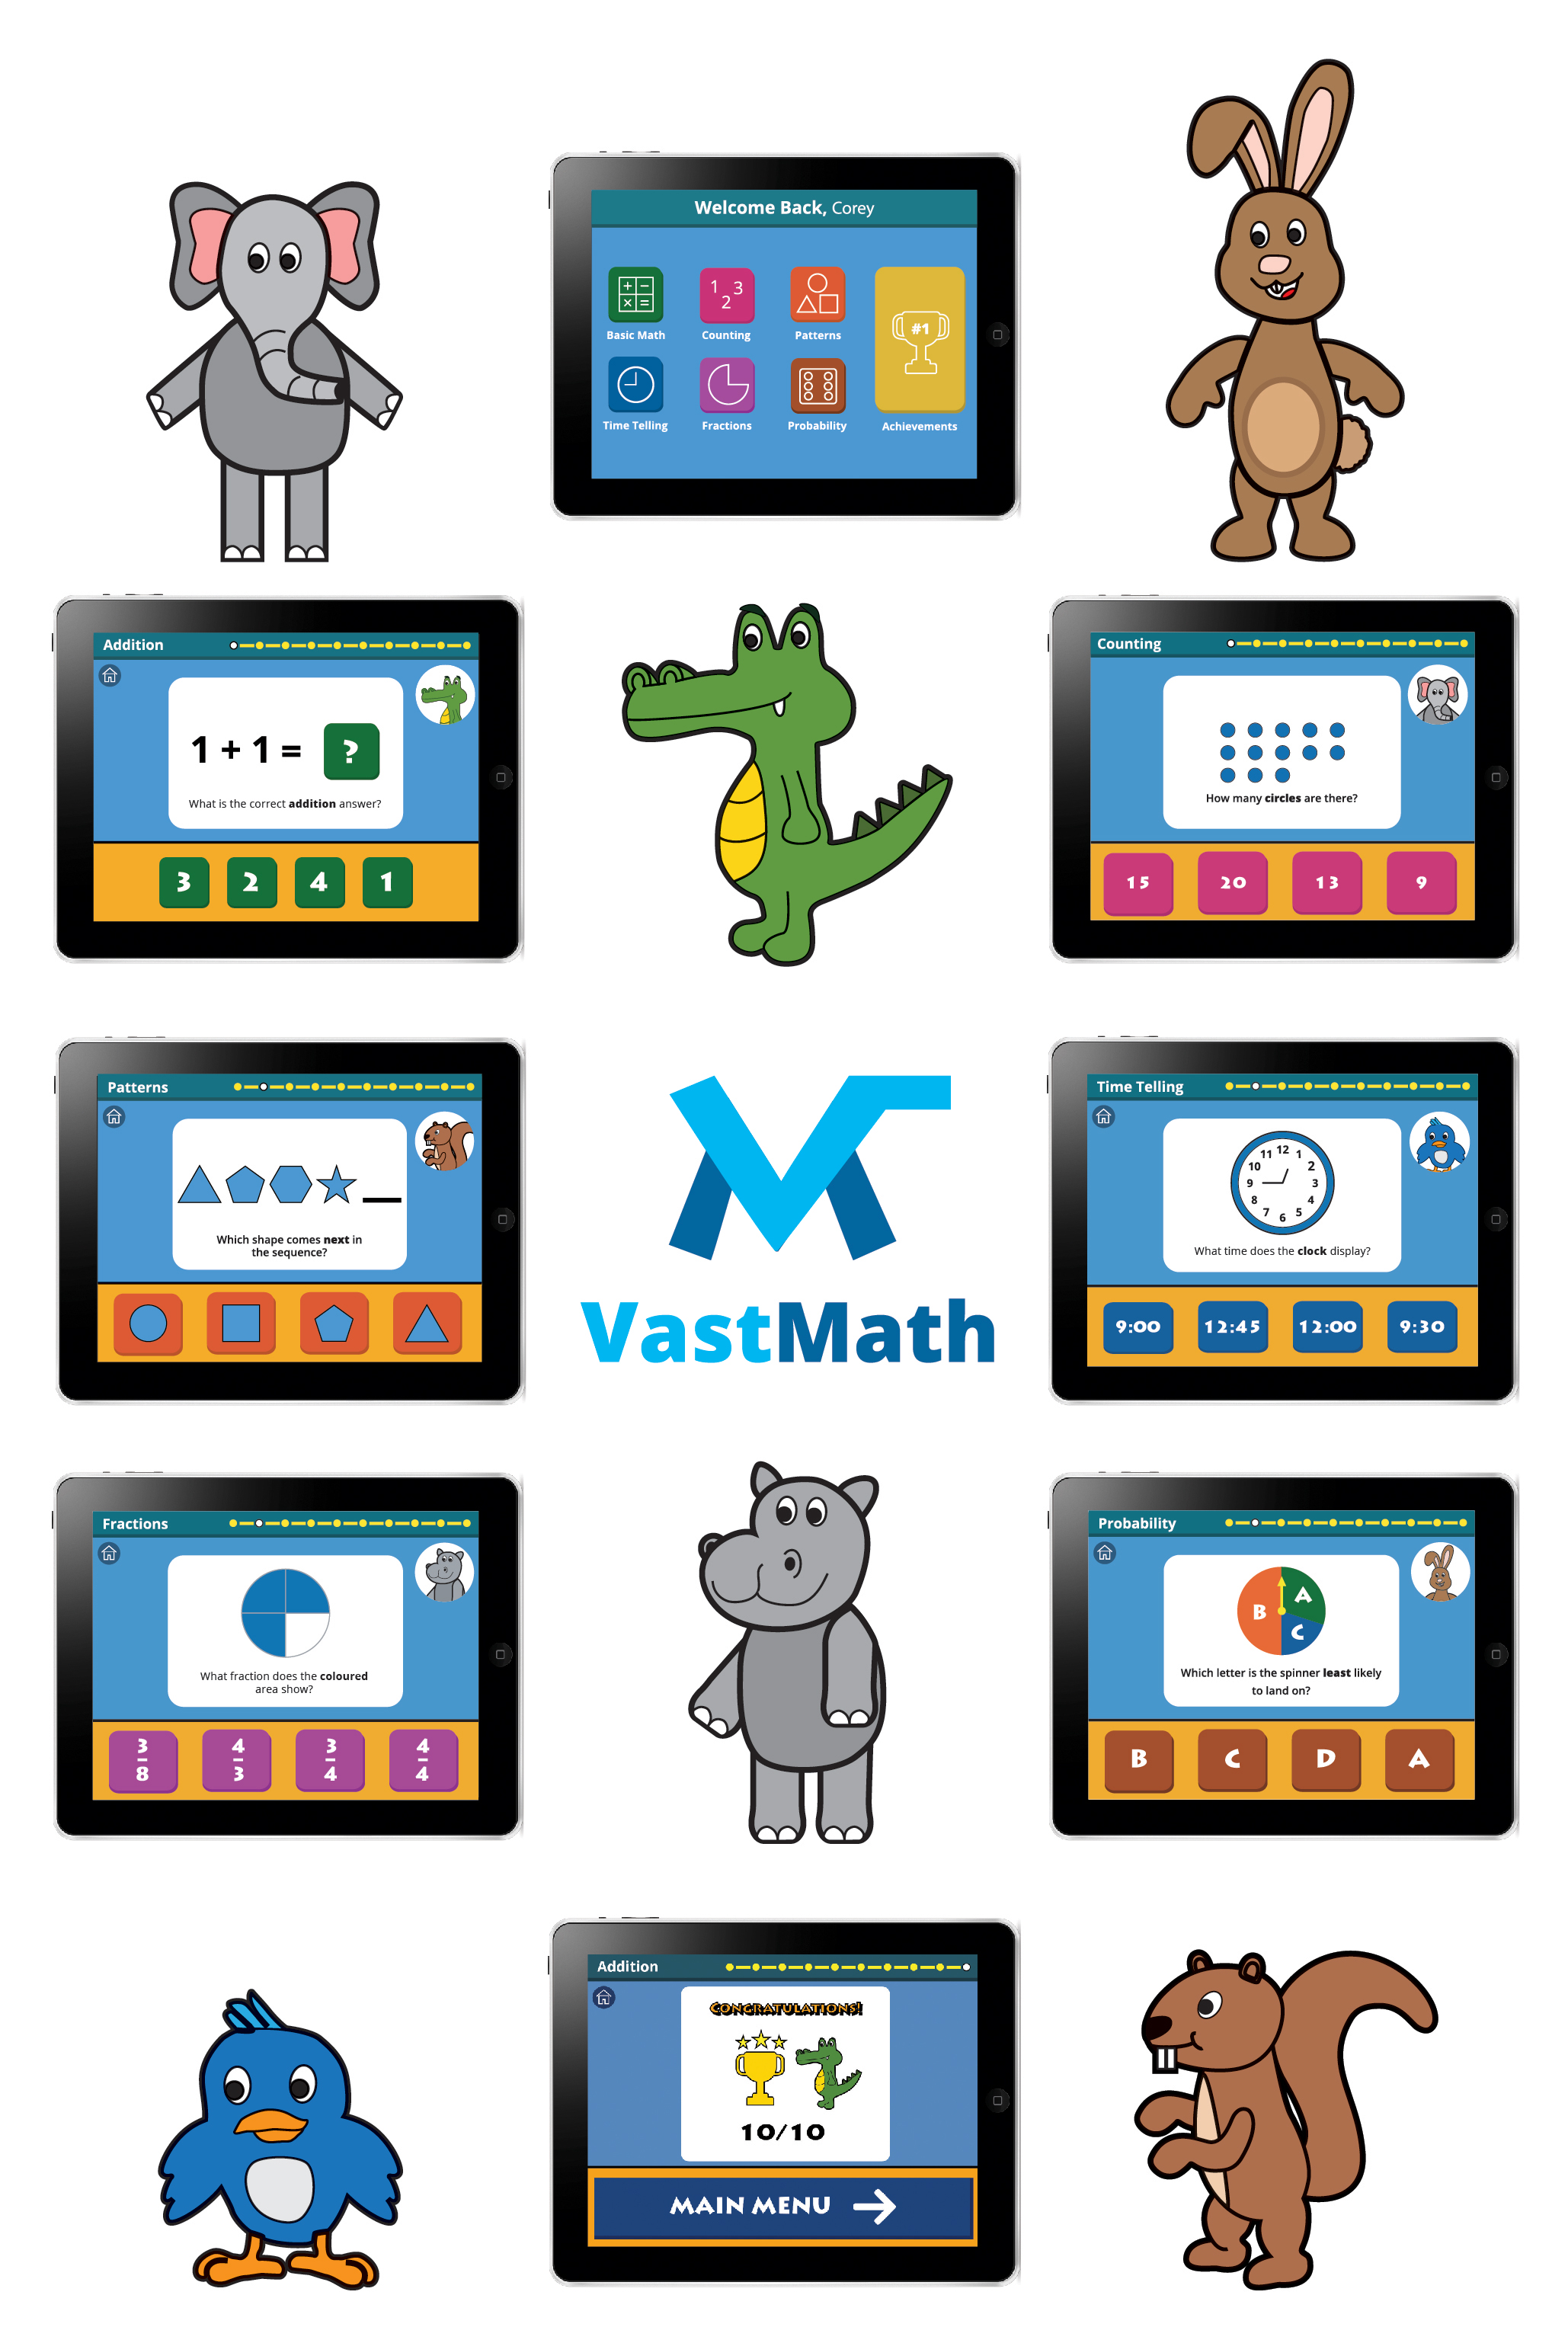 Welcome Back, Corey
1 2 3
#1
Basic Math Counting Patterns
Time Telling Fractions Probability Achievements
Addition
1 + 1 = ?
What is the correct addition answer?
3 2 4 1
Counting
How many circles are there?
15 20 13 9
Patterns
Which shape comes next in
the sequence?
VastMath
Time Telling
12 1 2 3 4 5 6 7 8 9 10 11
What time does the clock display?
9:00 12:45 12:00 9:30
Fractions
What fraction does the coloured
area show?
3/8 4/3 3/4 4/4
Probability
B A C
Which letter is the spinner least likely
to land on?
B C D A
Addition
CONGRATULATIONS!
10/10
MAIN MENU